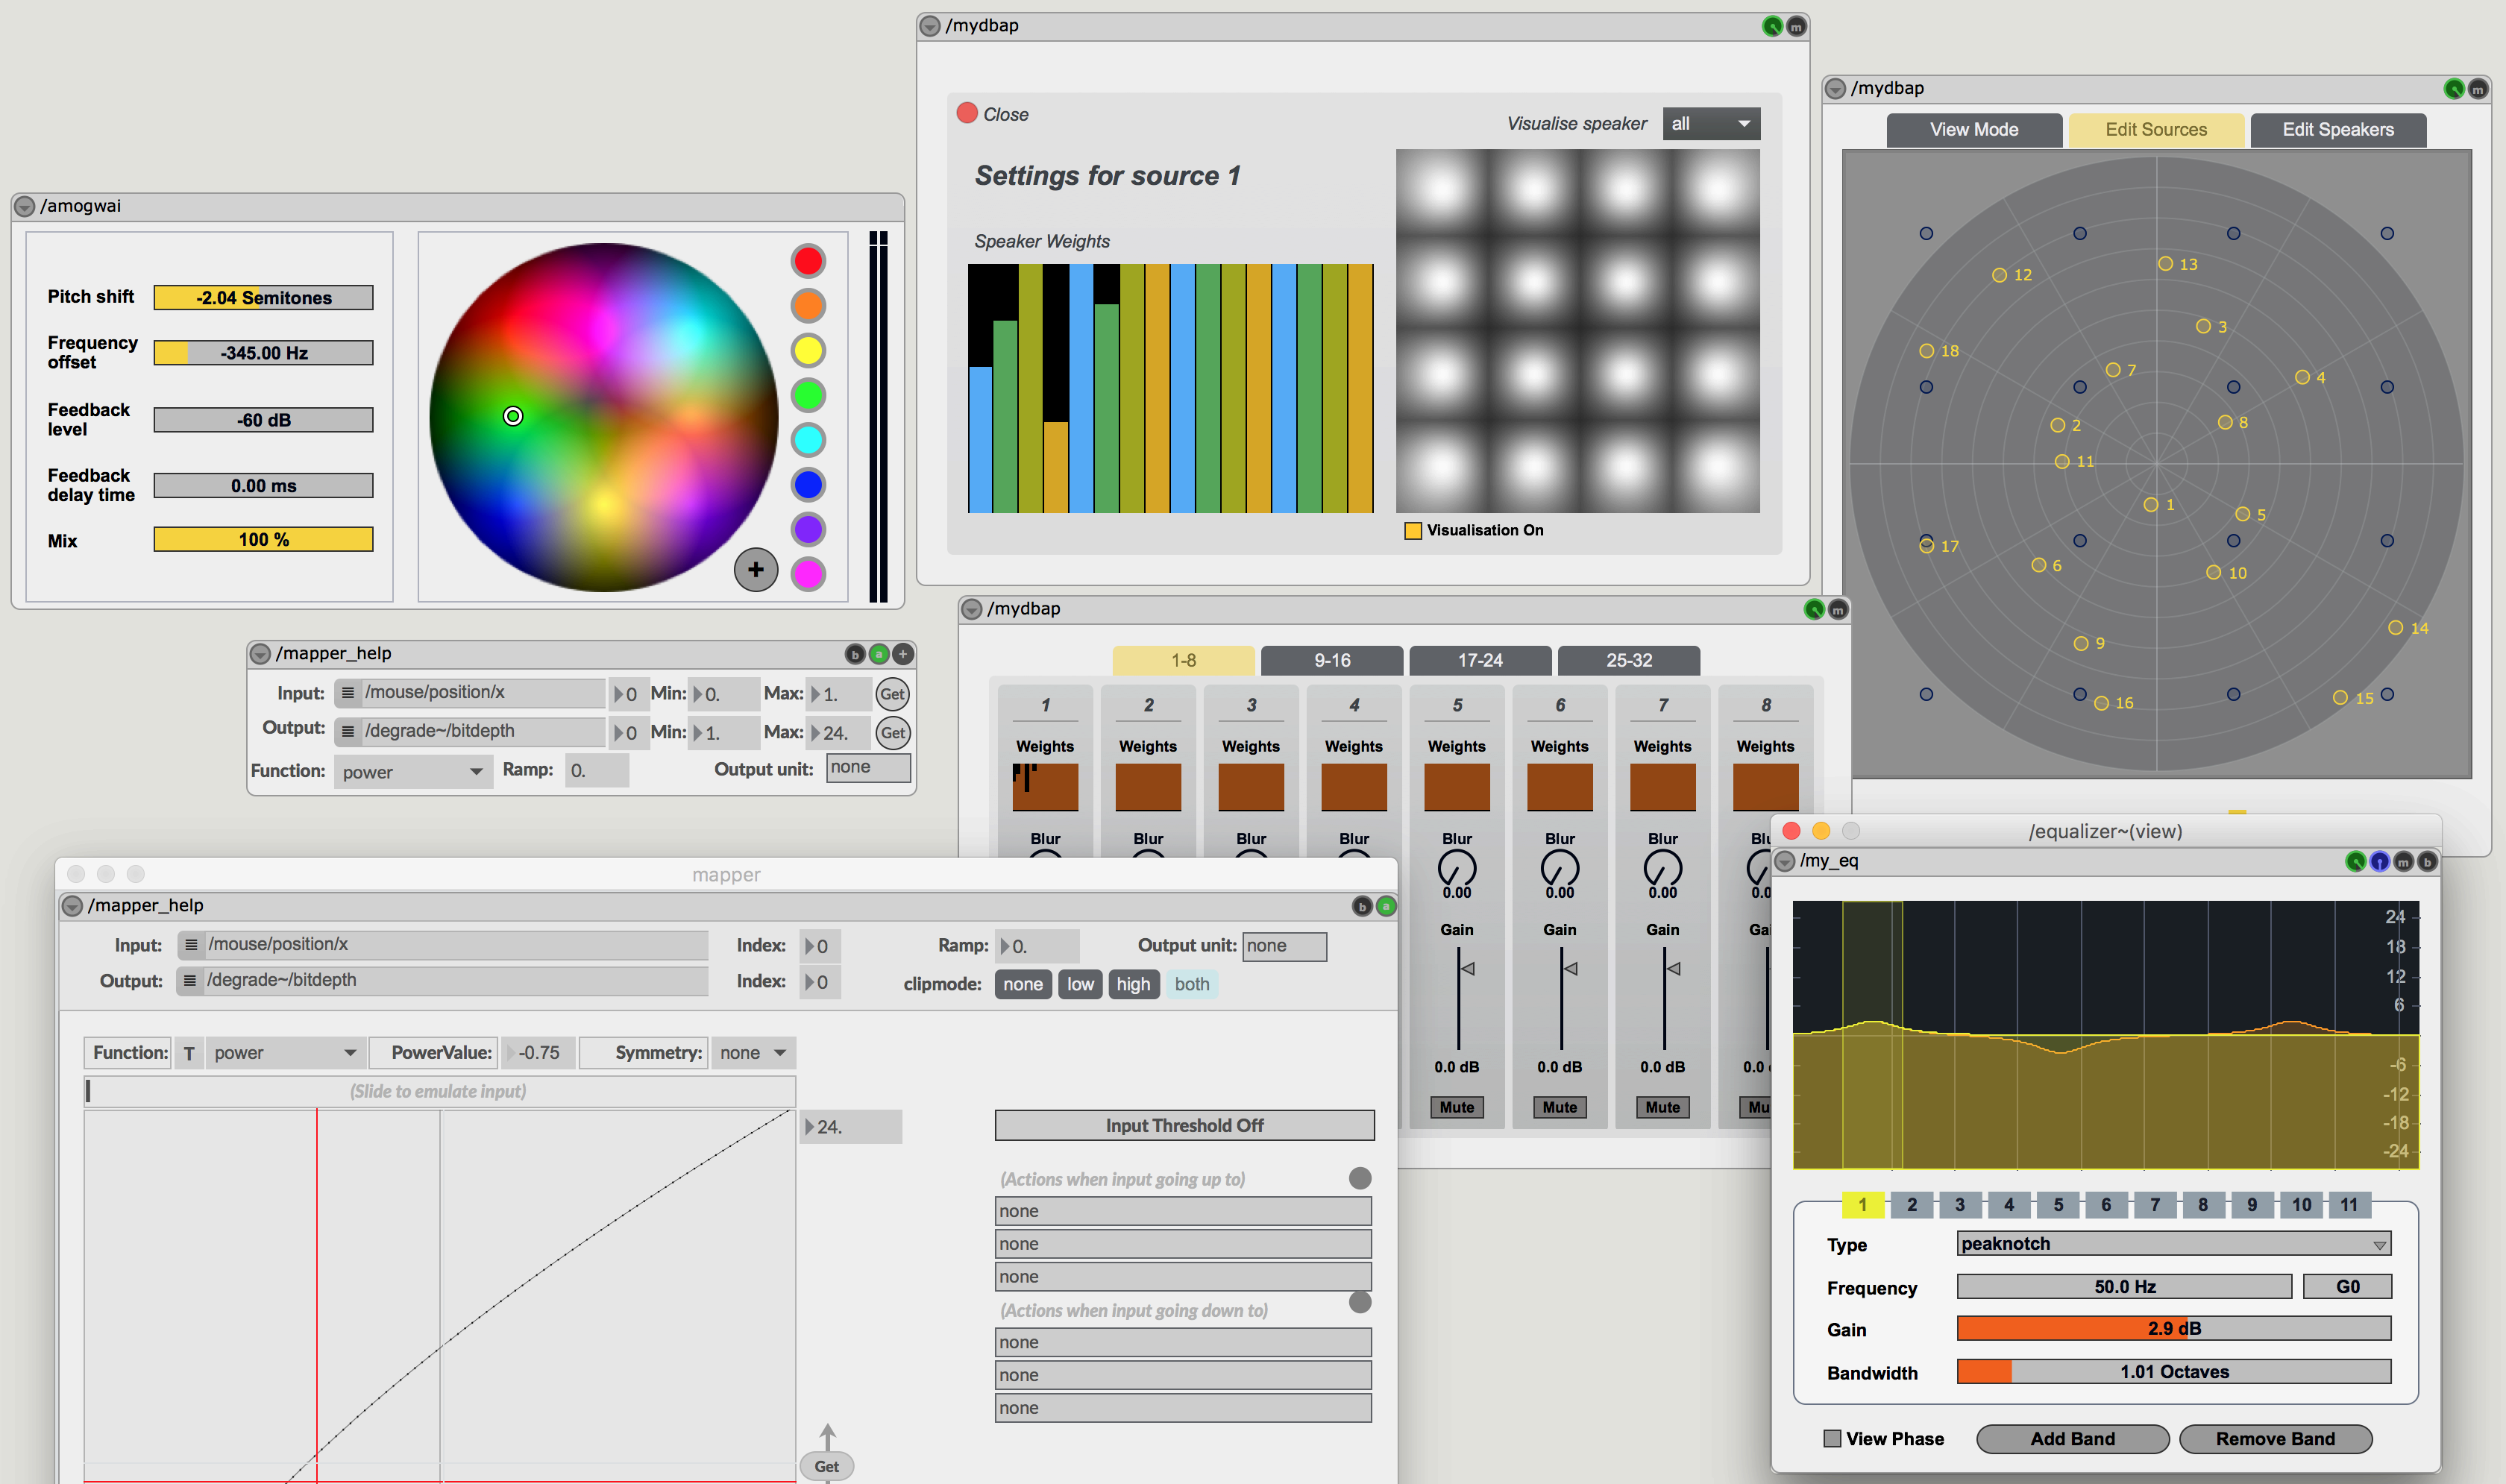 /mydbap
Close
Visualise speaker
all
Settings for source 1
Speaker Weights
Visualisation On
m
/mydbap
m
View Mode
Edit Sources
Edit Speakers
12
13
3
18
7
4
2
8
11
1
5
17
6
10
14
9
15
16
/amogwai
Pitch shift
-2.04 Semitones
Frequency
offset
-345.00 Hz
Feedback
level
-60 dB
Feedback
delay time
0.00 ms
Mix
100 %
+
/mapper_help
b
a
+
Input:
/mouse/position/x
0
Min:
0.
Max:
1.
Get
Output:
/degrade~/bitdepth
0
Min:
1.
Max:
24.
Get
Function:
power
Ramp:
0.
Output unit:
none
/mydbap
m
1-8
9-16
17-24
25-32
1
2
3
4
5
6
7
8
Weights
Weights
Weights
Weights
Weights
Weights
Weights
Weights
Blur
Blur
Blur
Blur
Blur
Blur
Blur
0.00
0.00
0.00
Gain
Gain
Gain
0.0 dB
0.0 dB
0.0 dB
Mute
Mute
Mute
mapper
/mapper_help
b
a
Input:
/mouse/position/x
Index:
0
Ramp:
0.
Output unit:
none
Output:
/degrade~/bitdepth
Index:
0
clipmode:
none
low
high
both
Function:
T
power
PowerValue:
-0.75
Symmetry:
none
(Slide to emulate input)
24.
Get
Input Threshold Off
(Actions when input going up to)
none
none
none
(Actions when input going down to)
none
none
none
/equalizer~(view)
/my_eq
m
b
24
18
12
6
-6
-12
-18
-24
1
2
3
4
5
6
7
8
9
10
11
Type
peaknotch
Frequency
50.0 Hz
G0
Gain
2.9 dB
Bandwidth
1.01 Octaves
View Phase
Add Band
Remove Band